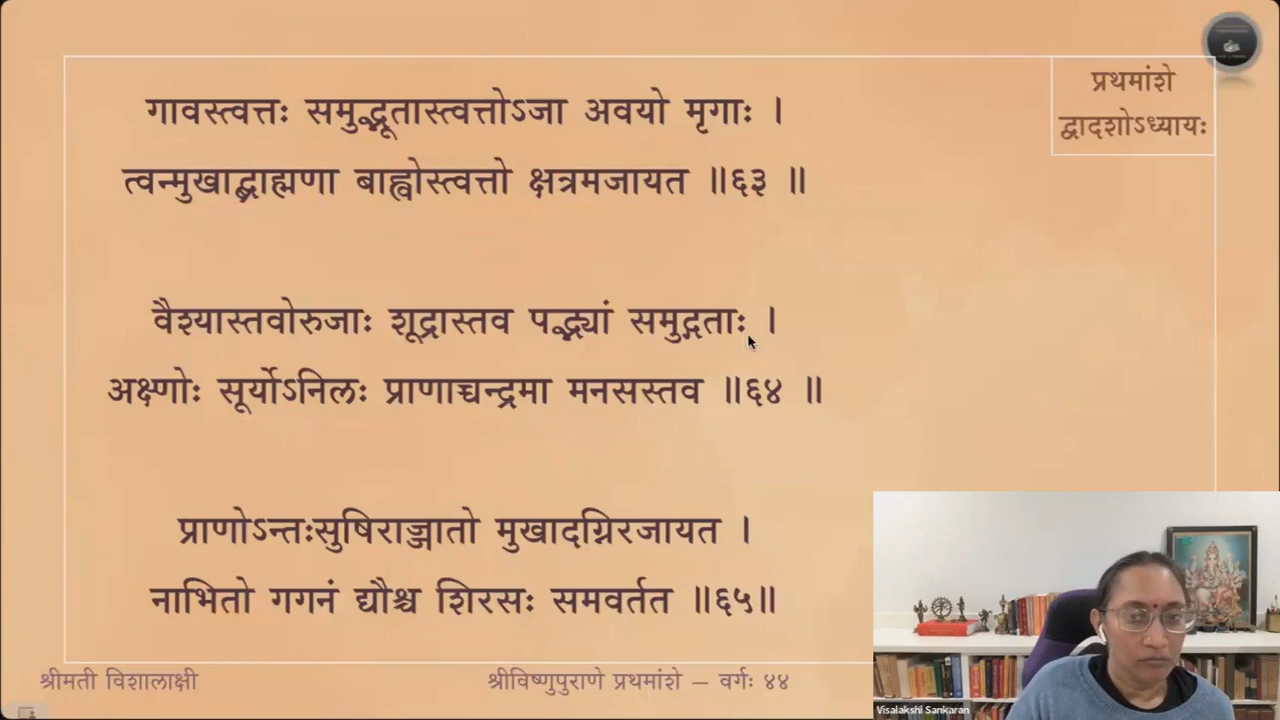 प्रथमांशे
द्वादशोऽध्यायः
गावस्त्वत्तः समुद्भूतास्त्वत्तोऽजा अवयो मृगाः ।
त्वन्मुखाद्ब्राह्मणा बाह्वोस्त्वत्तो क्षत्रमजायत ॥६३ ॥
वैश्यास्तवोरुजाः शूद्रास्तव पद्भ्यां समुद्गताः ।
अक्ष्णोः सूर्योऽनिलः प्राणाच्चन्द्रमा मनसस्तव ॥६४ ॥
प्राणोऽन्तःसुषिराज्जातो मुखादग्निरजायत ।
नाभितो गगनं द्यौश्च शिरसः समवर्तत ॥६५॥
श्रीमती विशालाक्षी
श्रीविष्णुपुराणे प्रथमांशे – वर्गः ४४
Visalakshi Sankaran